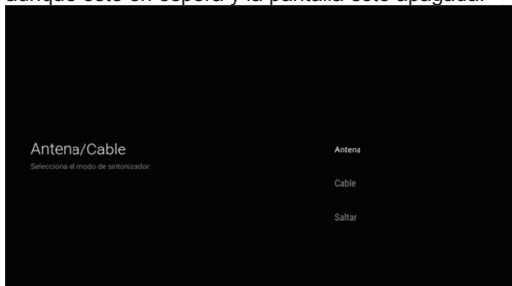 aunque esté en espera y la pantalla esté apagada.
Antena/Cable
Selecciona el modo de sintonizador.
Antena
Cable
Saltar